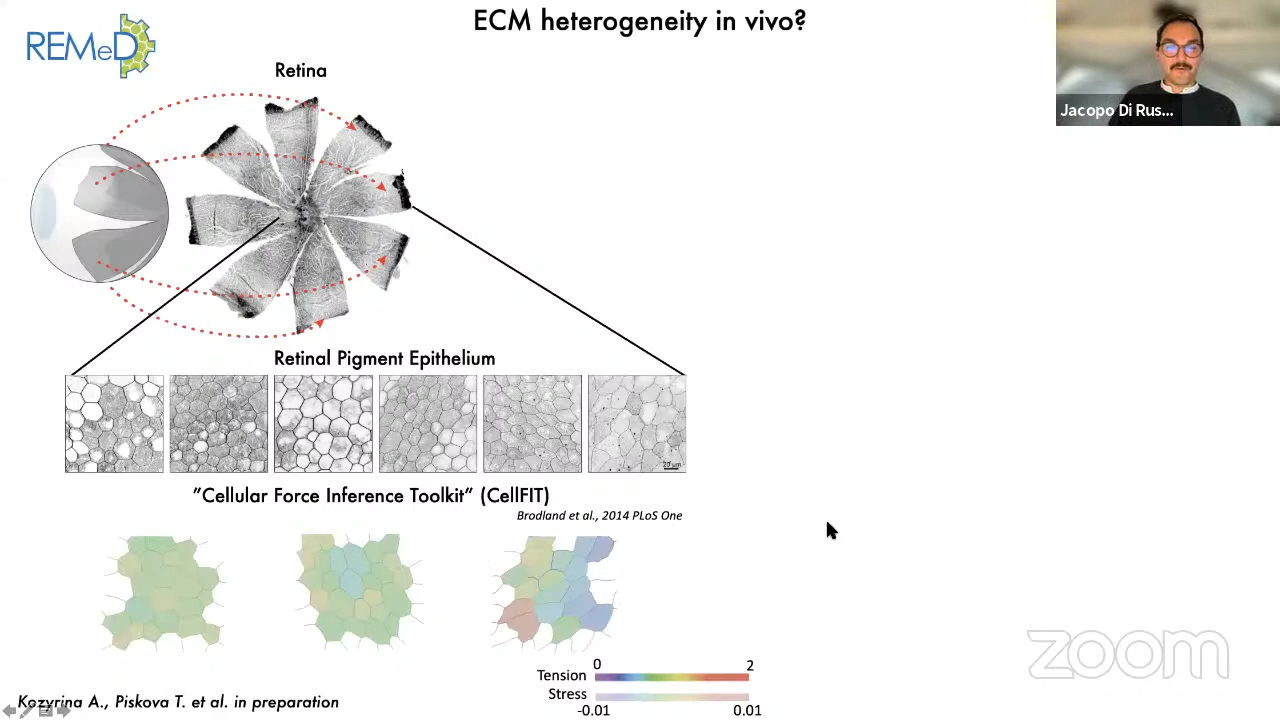 ECM heterogeneity in vivo?
REMeD
Retina
Jacopo Di Rus...
Retinal Pigment Epithelium
20 um
"Cellular Force Inference Toolkit" (CellFIT)
Brodland et al., 2014 PLoS One
0 2
Tension
Stress
-0.01 0.01
Kozyrina A., Piskova T. et al. in preparation
zoom